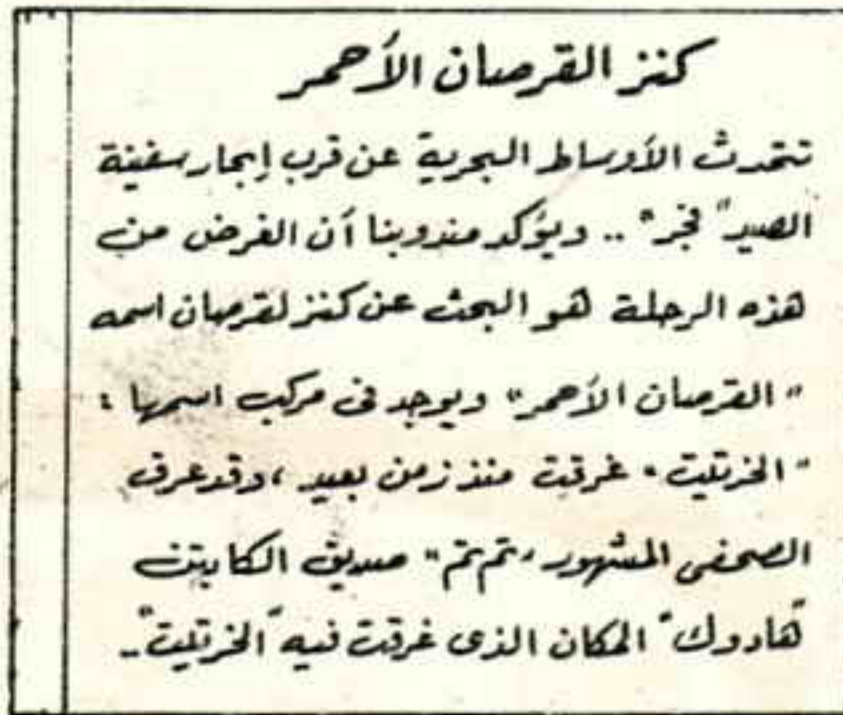 كنز القرصان الأحمر
تتحدث الأوساط البحرية عن قرب إبحار سفينة
الصيد "فجر" .. ويؤكد مندوبنا أن الغرض من
هذه الرحلة هو البحث عن كنز لقرصان اسمه
"القرصان الأحمر" ويوجد فى مركب اسمها :
"الخرتيت" غرقت منذ زمن بعيد ، وقد عرف
الصحفى المشهور "تم تم" صديق الكابتن
"هادوك" المكان الذى غرقت فيه "الخرتيت" ..